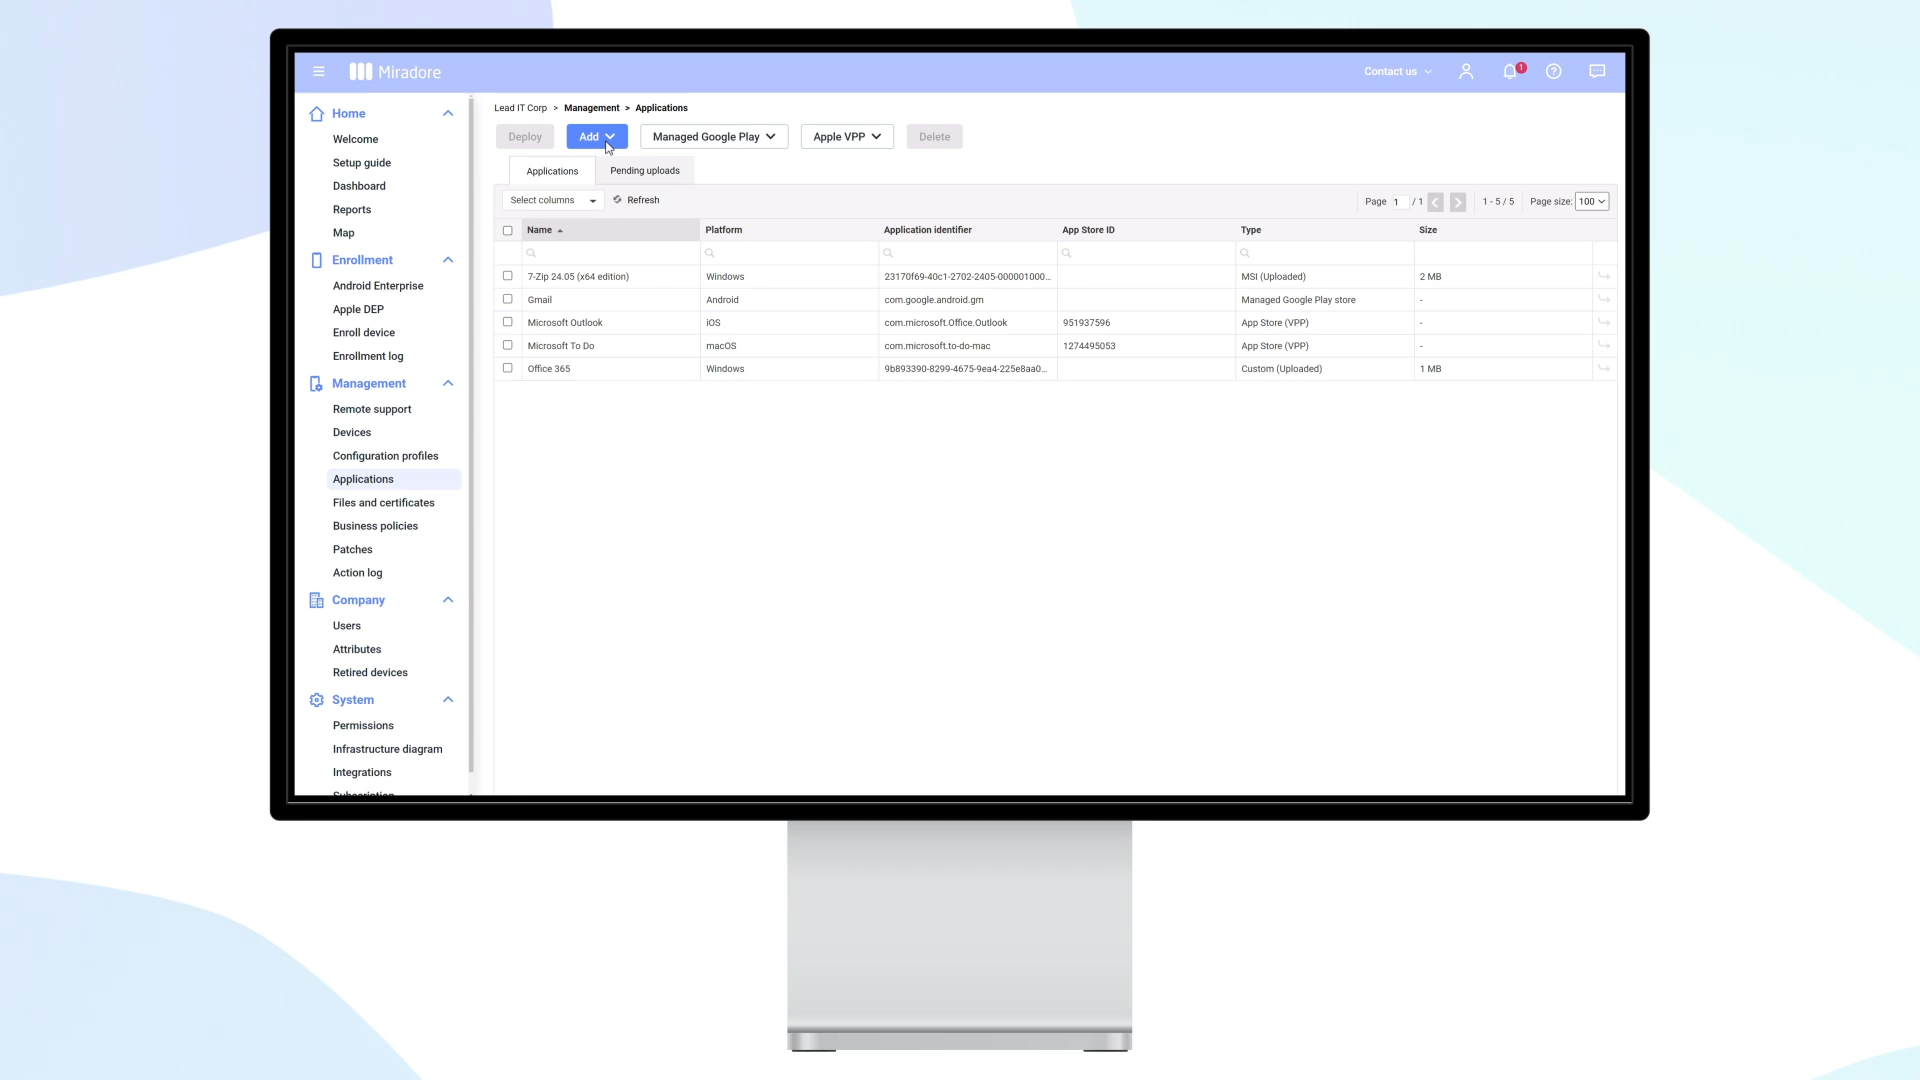 Miradore
Contact us
1
Home
Welcome
Setup guide
Dashboard
Reports
Map
Enrollment
Android Enterprise
Apple DEP
Enroll device
Enrollment log
Management
Remote support
Devices
Configuration profiles
Applications
Files and certificates
Business policies
Patches
Action log
Company
Users
Attributes
Retired devices
System
Permissions
Infrastructure diagram
Integrations
Subscription
Lead IT Corp > Management > Applications
Deploy Add Managed Google Play Apple VPP Delete
Applications Pending uploads
Select columns Refresh Page 1 / 1 1 - 5 / 5 Page size: 100
Name Platform Application identifier App Store ID Type Size
7-Zip 24.05 (x64 edition) Windows 23170f69-40c1-2702-2405-000001000... MSI (Uploaded) 2 MB
Gmail Android com.google.android.gm Managed Google Play store -
Microsoft Outlook iOS com.microsoft.Office.Outlook 951937596 App Store (VPP) -
Microsoft To Do macOS com.microsoft.to-do-mac 1274495053 App Store (VPP) -
Office 365 Windows 9b893390-8299-4675-9ea4-225e8aa0... Custom (Uploaded) 1 MB